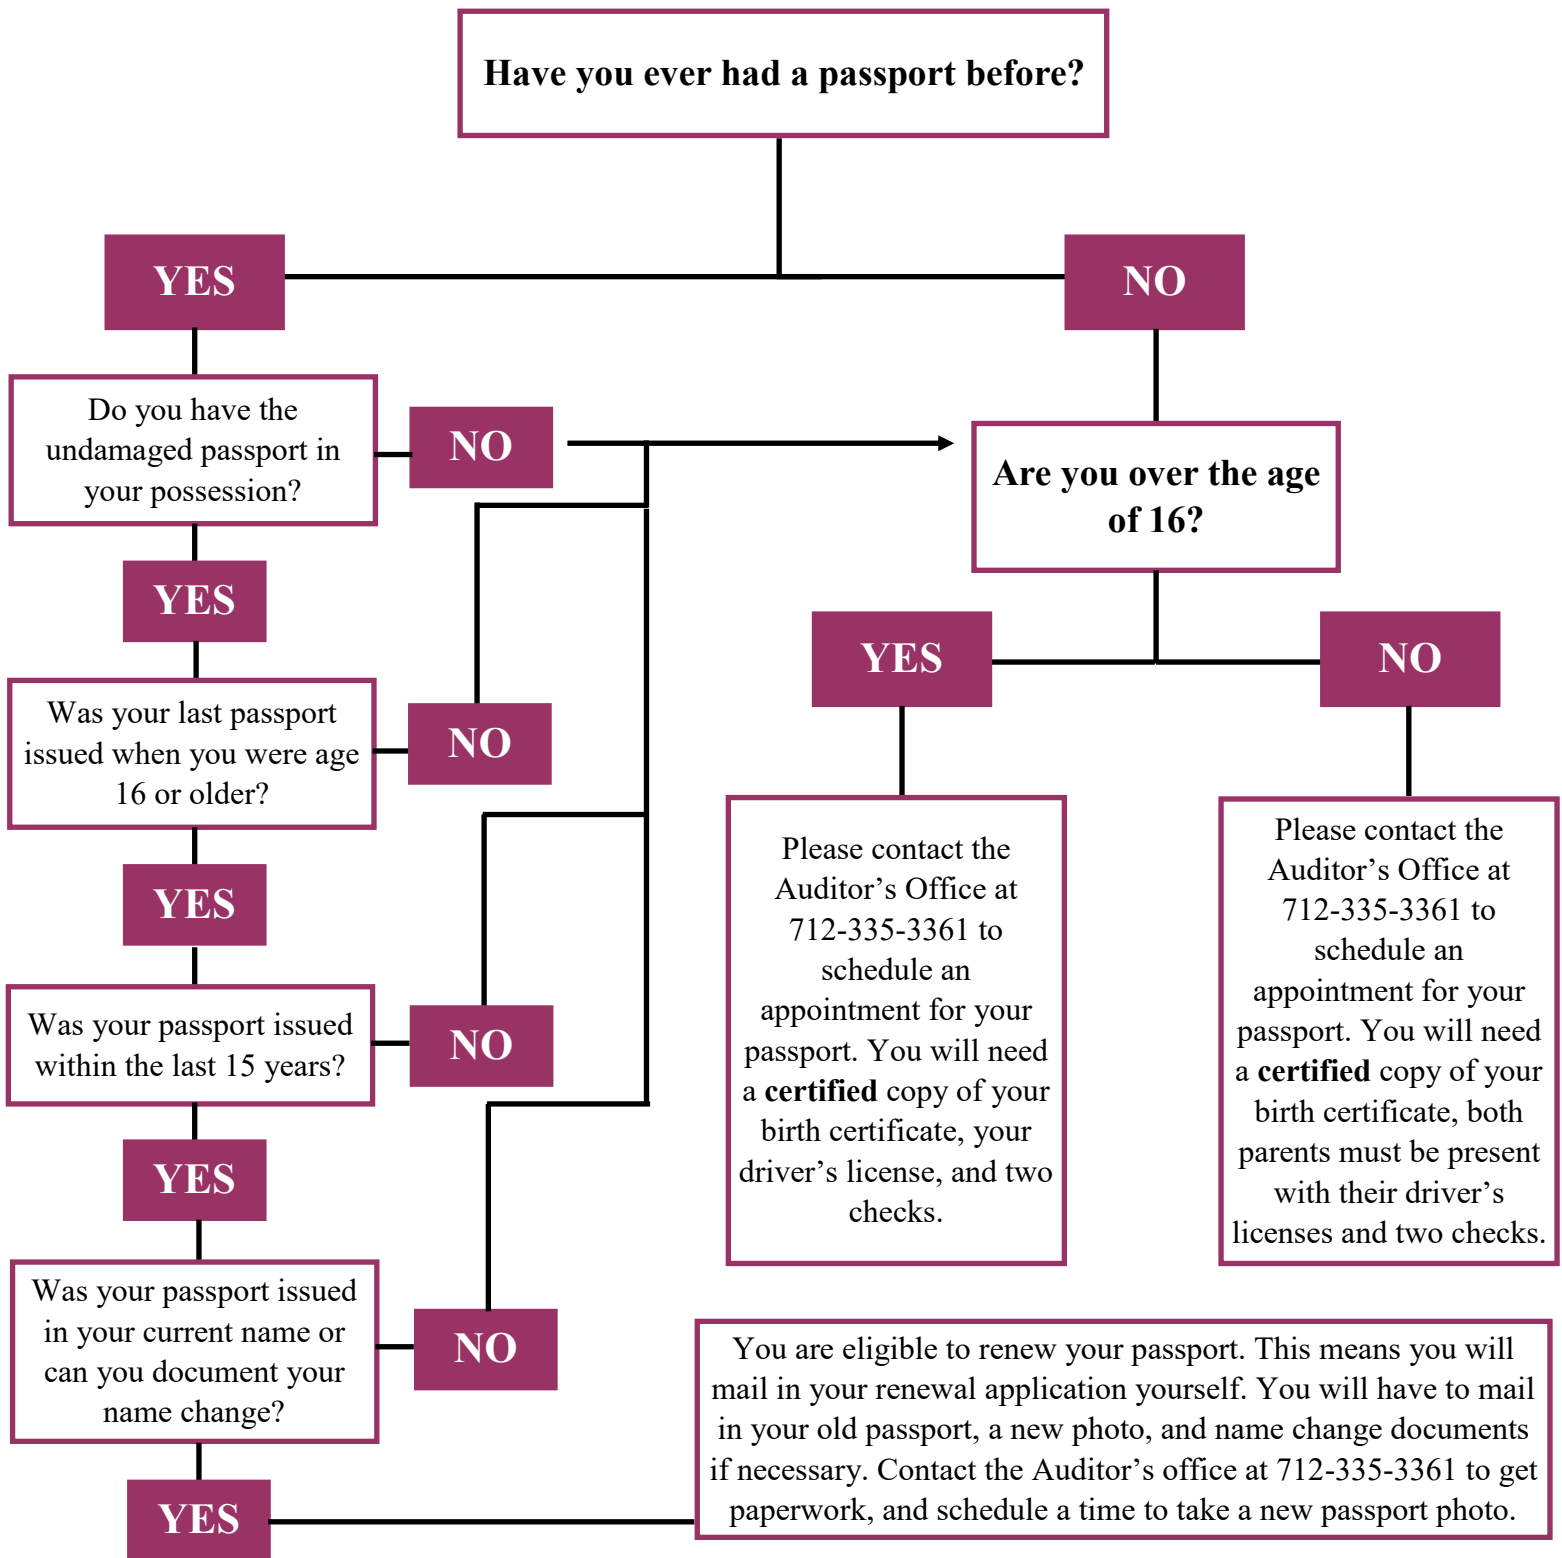 Have you ever had a passport before?
YES
NO
Do you have the
undamaged passport in
your possession?
NO
Are you over the age
of 16?
YES
YES
NO
Was your last passport
issued when you were age
16 or older?
NO
Please contact the
Auditor’s Office at
712-335-3361 to
schedule an
appointment for your
passport. You will need
a certified copy of your
birth certificate, your
driver’s license, and two
checks.
Please contact the
Auditor’s Office at
712-335-3361 to
schedule an
appointment for your
passport. You will need
a certified copy of your
birth certificate, both
parents must be present
with their driver’s
licenses and two checks.
YES
Was your passport issued
within the last 15 years?
NO
YES
Was your passport issued
in your current name or
can you document your
name change?
NO
YES
You are eligible to renew your passport. This means you will
mail in your renewal application yourself. You will have to mail
in your old passport, a new photo, and name change documents
if necessary. Contact the Auditor’s office at 712-335-3361 to get
paperwork, and schedule a time to take a new passport photo.